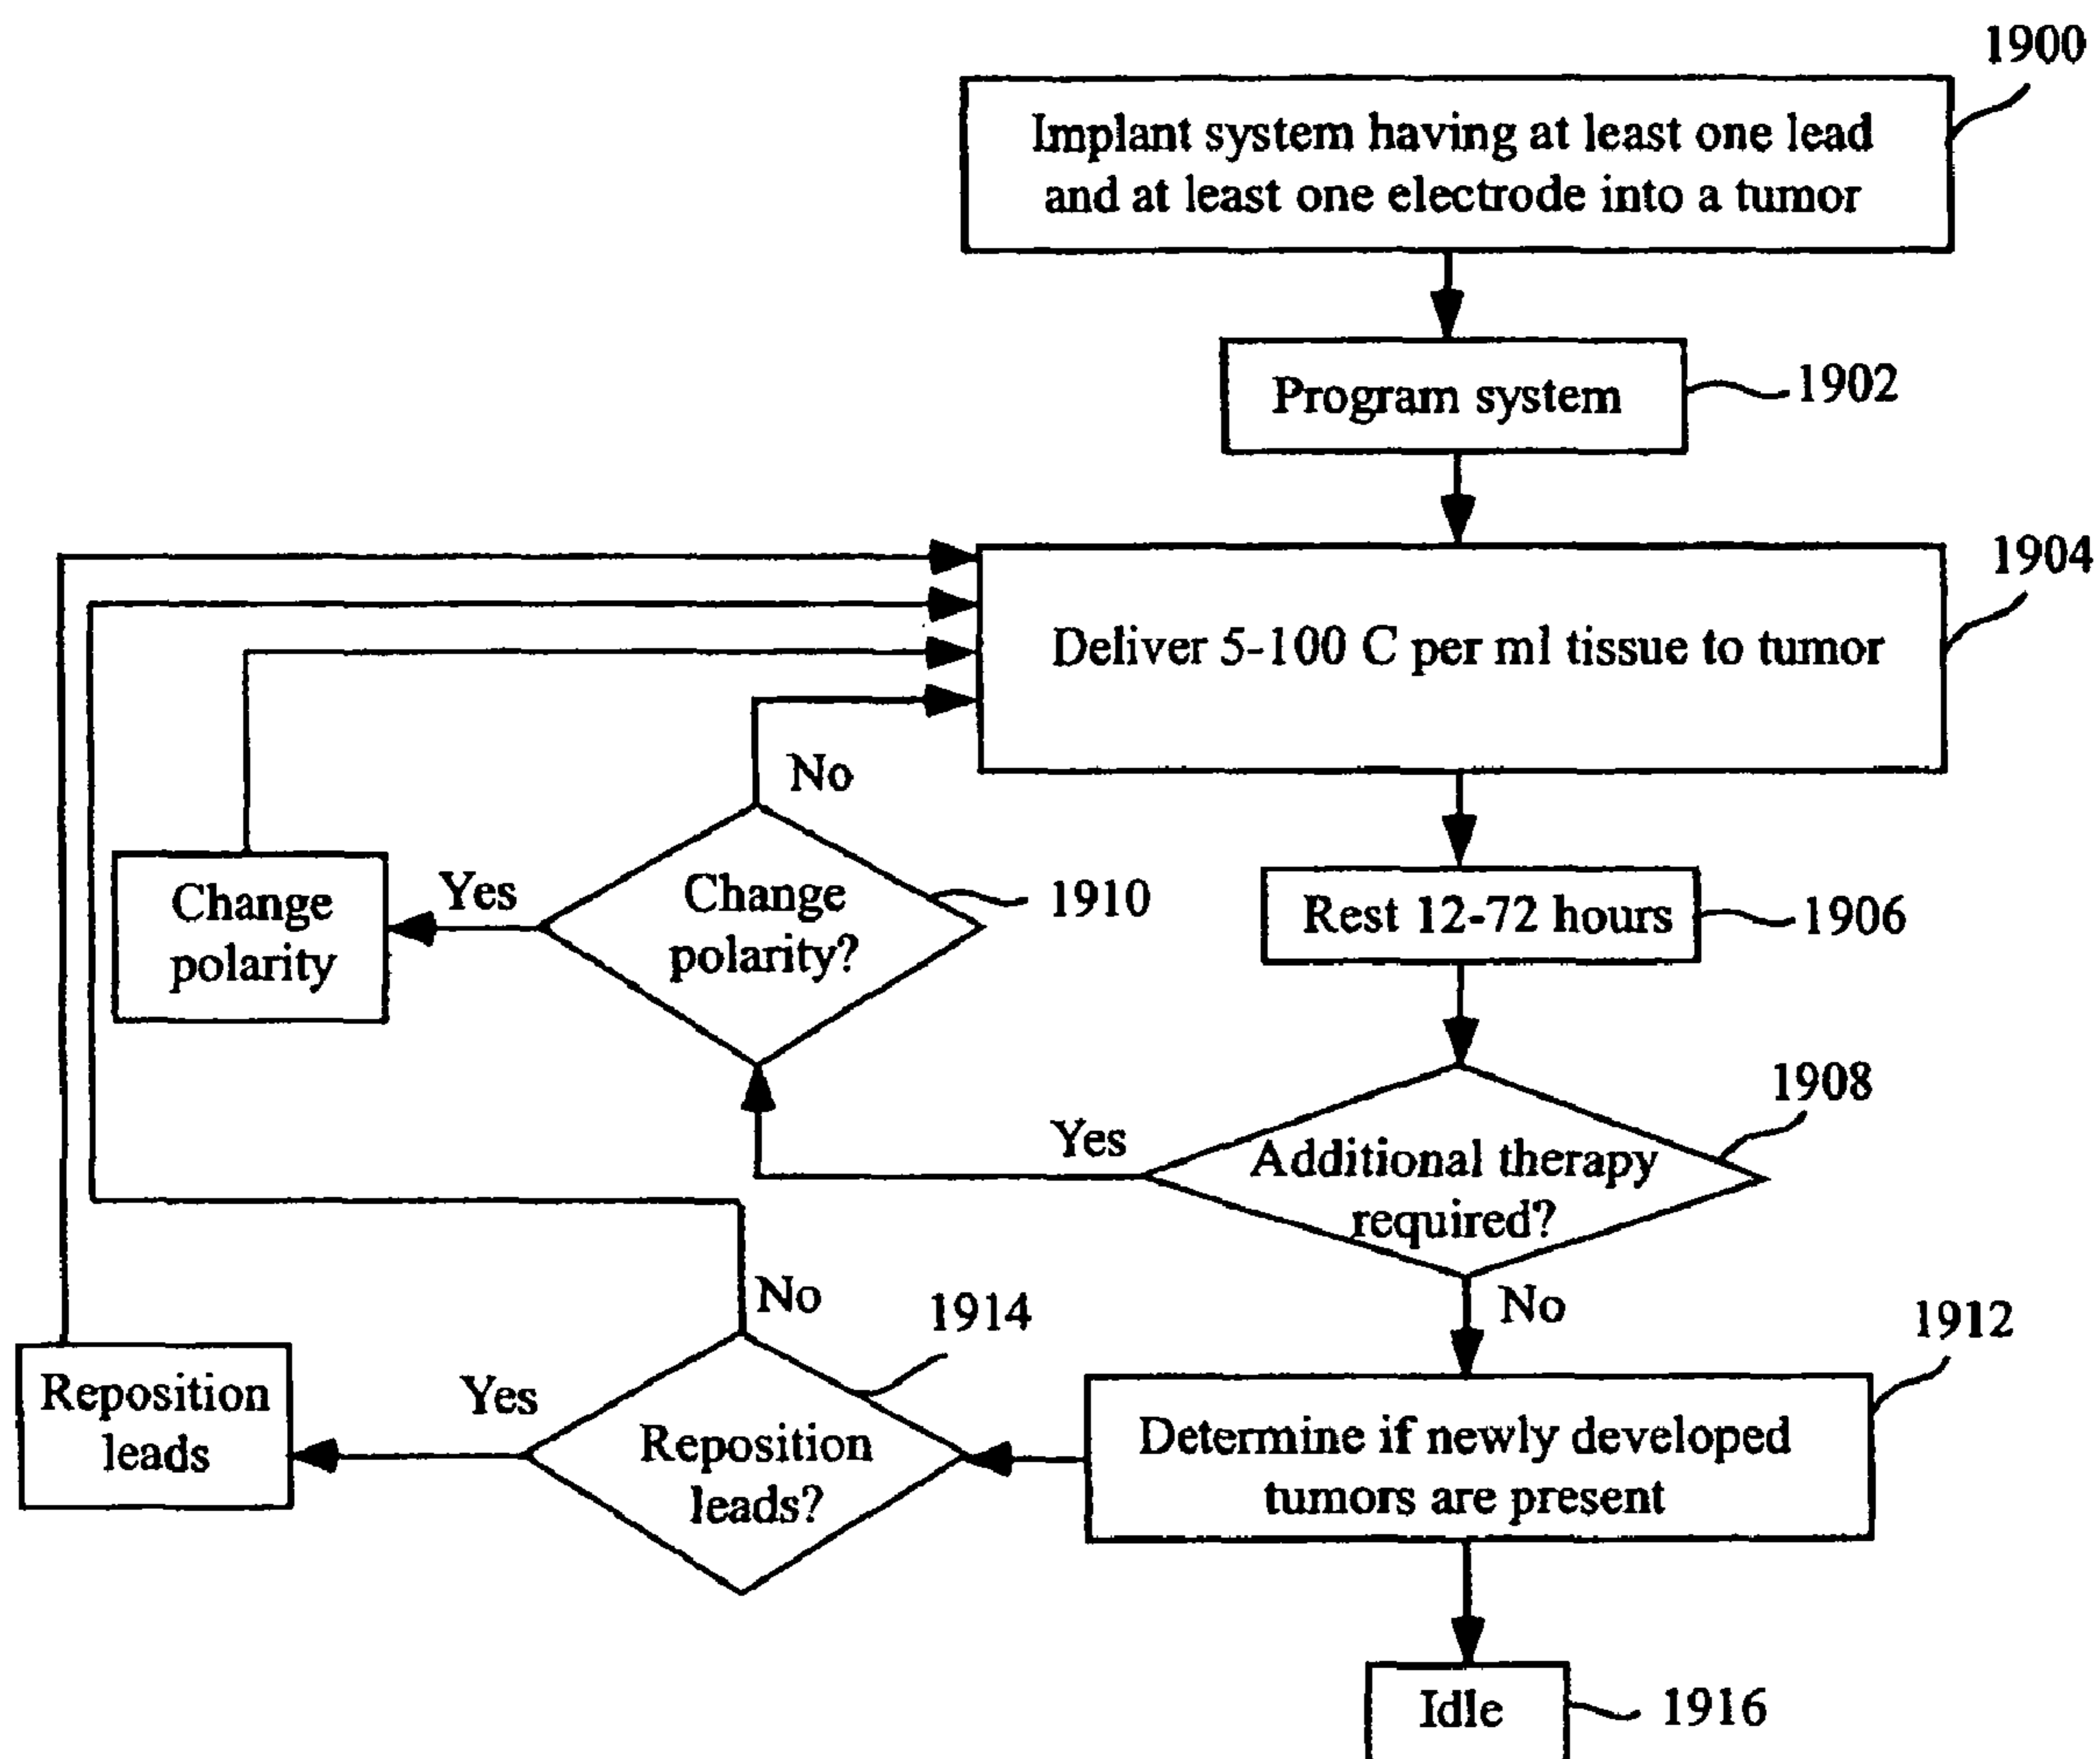 1900
Implant system having at least one lead
and at least one electrode into a tumor
Program system
1902
1904
Deliver 5-100 C per ml tissue to tumor
No
Change
polarity
Yes
Change
polarity?
1910
Rest 12-72 hours
1906
1908
Yes
Additional therapy
required?
No
No
1914
1912
Reposition
leads
Yes
Reposition
leads?
Determine if newly developed
tumors are present
Idle
1916